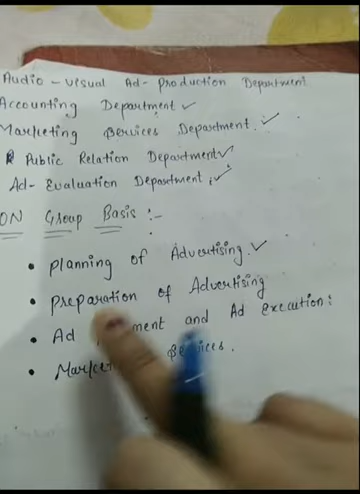 Audio - Visual Ad - Production Department
Accounting Department ✓
Marketing Services Department. ✓
Public Relation Department ✓
Ad - Evaluation Department, ✓
ON Group Basis :-
• Planning of Advertising. ✓
• Preparation of Advertising
• Ad and Ad execution :
• Services.